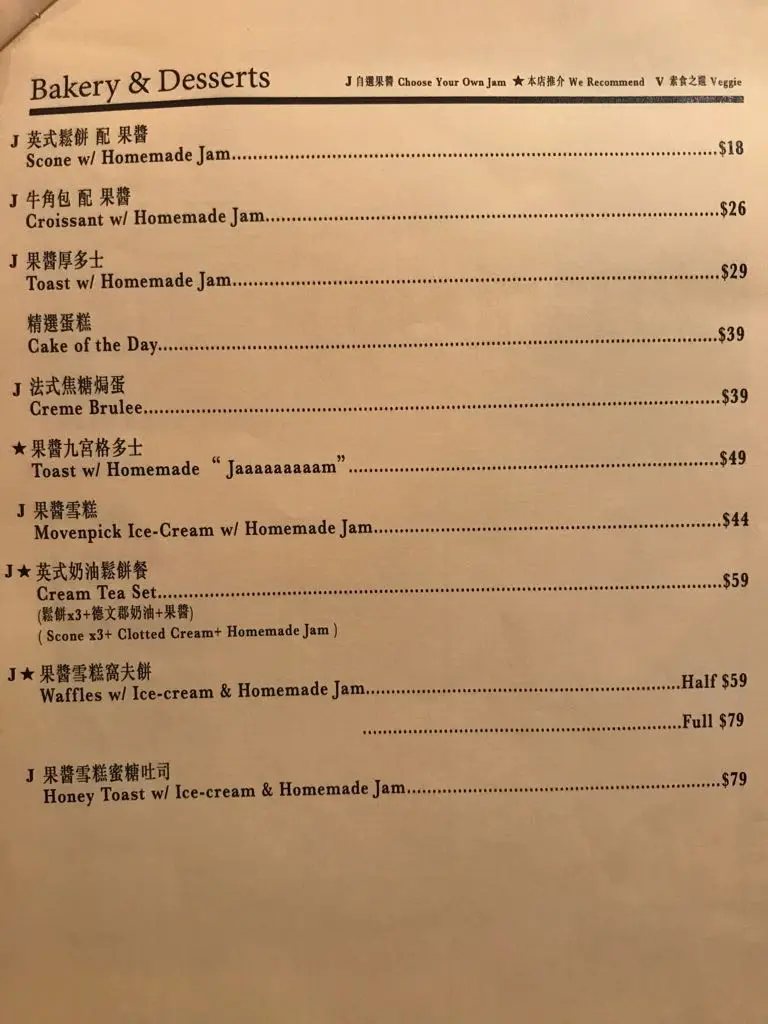 Bakery & Desserts J 自選果醬 Choose Your Own Jam ★本店推介 We Recommend V 素食之選 Veggie
J 英式鬆餅 配 果醬
Scone w/ Homemade Jam........$18
J 牛角包 配 果醬
Croissant w/ Homemade Jam........$26
J 果醬厚多士
Toast w/ Homemade Jam........$29
精選蛋糕
Cake of the Day........$39
J 法式焦糖焗蛋
Creme Brulee........$39
★ 果醬九宮格多士
Toast w/ Homemade “ Jaaaaaaaaam”........$49
J 果醬雪糕
Movenpick Ice-Cream w/ Homemade Jam........$44
J★ 英式奶油鬆餅餐
Cream Tea Set........$59
(鬆餅x3+德文郡奶油+果醬)
( Scone x3+ Clotted Cream+ Homemade Jam )
J★ 果醬雪糕窩夫餅
Waffles w/ Ice-cream & Homemade Jam........Half $59
........Full $79
J 果醬雪糕蜜糖吐司
Honey Toast w/ Ice-cream & Homemade Jam........$79